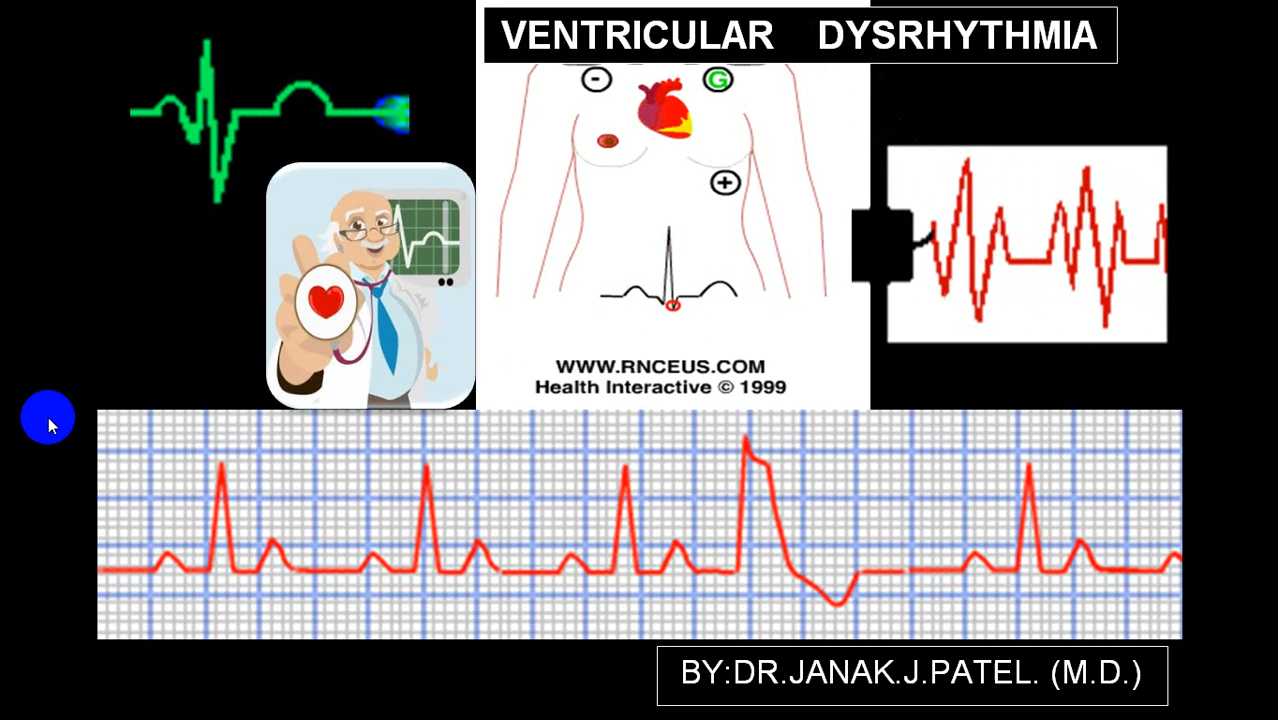 VENTRICULAR DYSRHYTHMIA
-
G
+
WWW.RNCEUS.COM
Health Interactive © 1999
BY:DR.JANAK.J.PATEL. (M.D.)